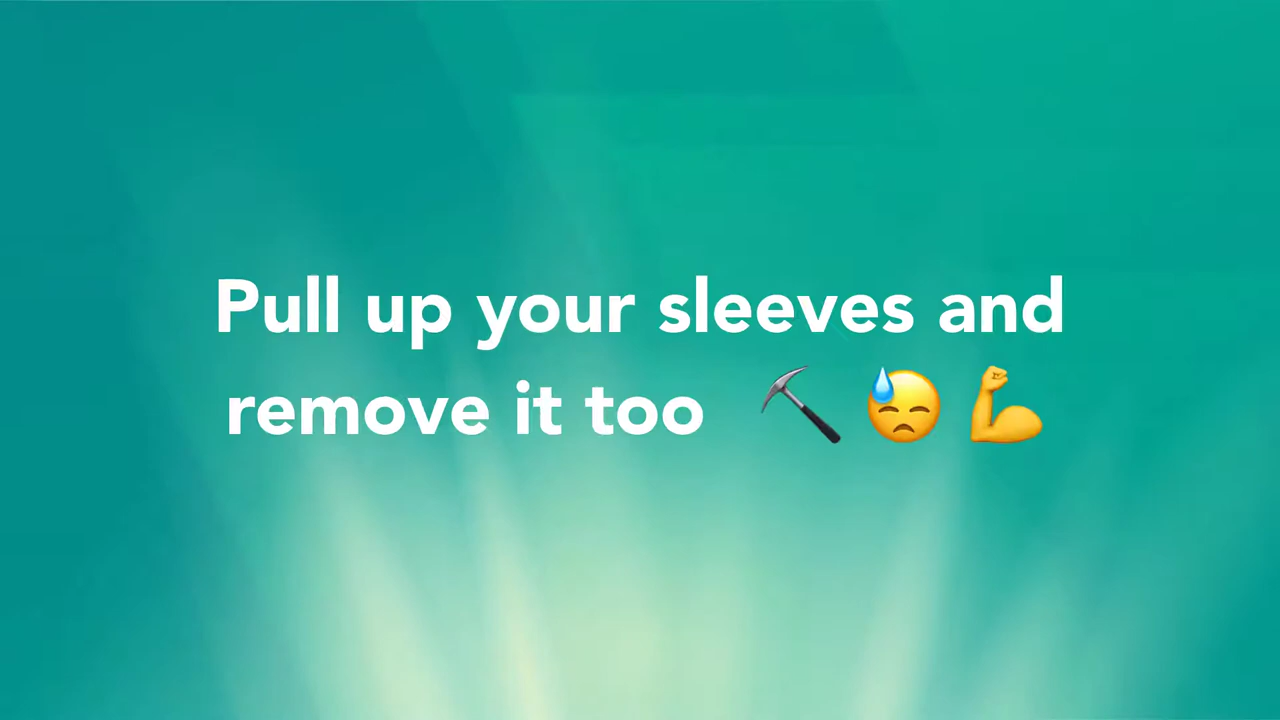 Pull up your sleeves and
remove it too ⛏️ 😓 💪